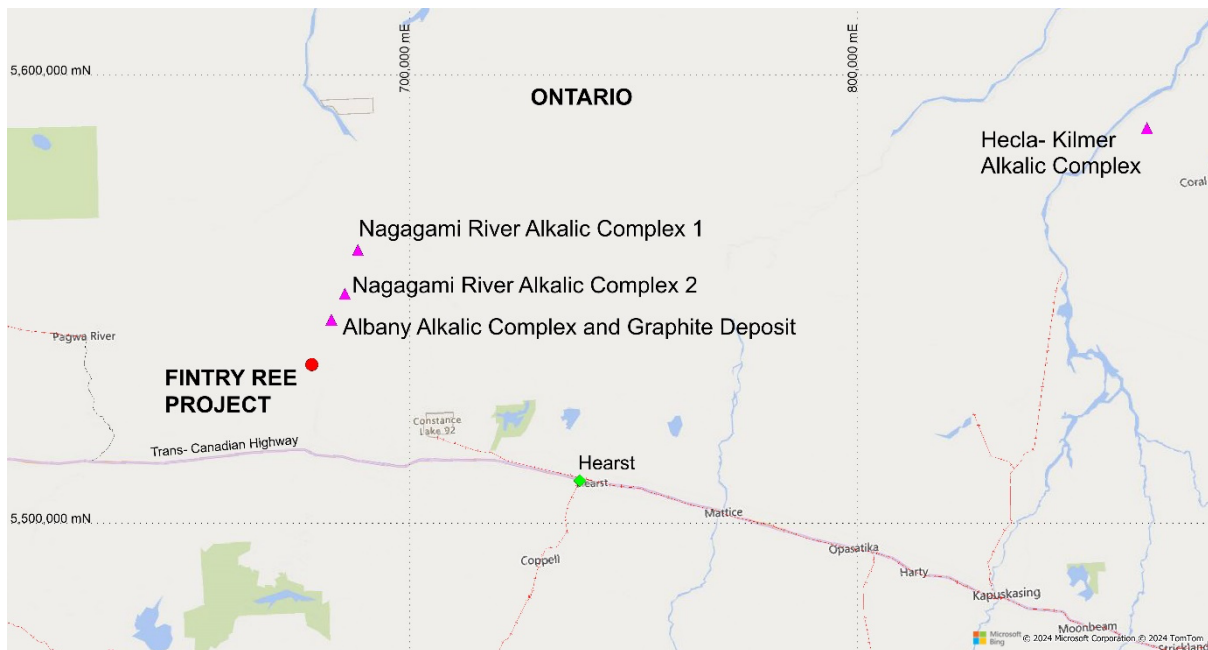 700,000 mE
800,000 mE
5,600,000 mN
ONTARIO
Hecla- Kilmer
Alkalic Complex
Coral
Nagagami River Alkalic Complex 1
Nagagami River Alkalic Complex 2
Albany Alkalic Complex and Graphite Deposit
Pagwa River
FINTRY REE
PROJECT
Constance
Lake 92
Trans- Canadian Highway
Hearst
Hearst
5,500,000 mN
Mattice
Opasatika
Coppell
Harty
Kapuskasing
Moonbeam
Strickland
Microsoft
Bing
© 2024 Microsoft Corporation © 2024 TomTom